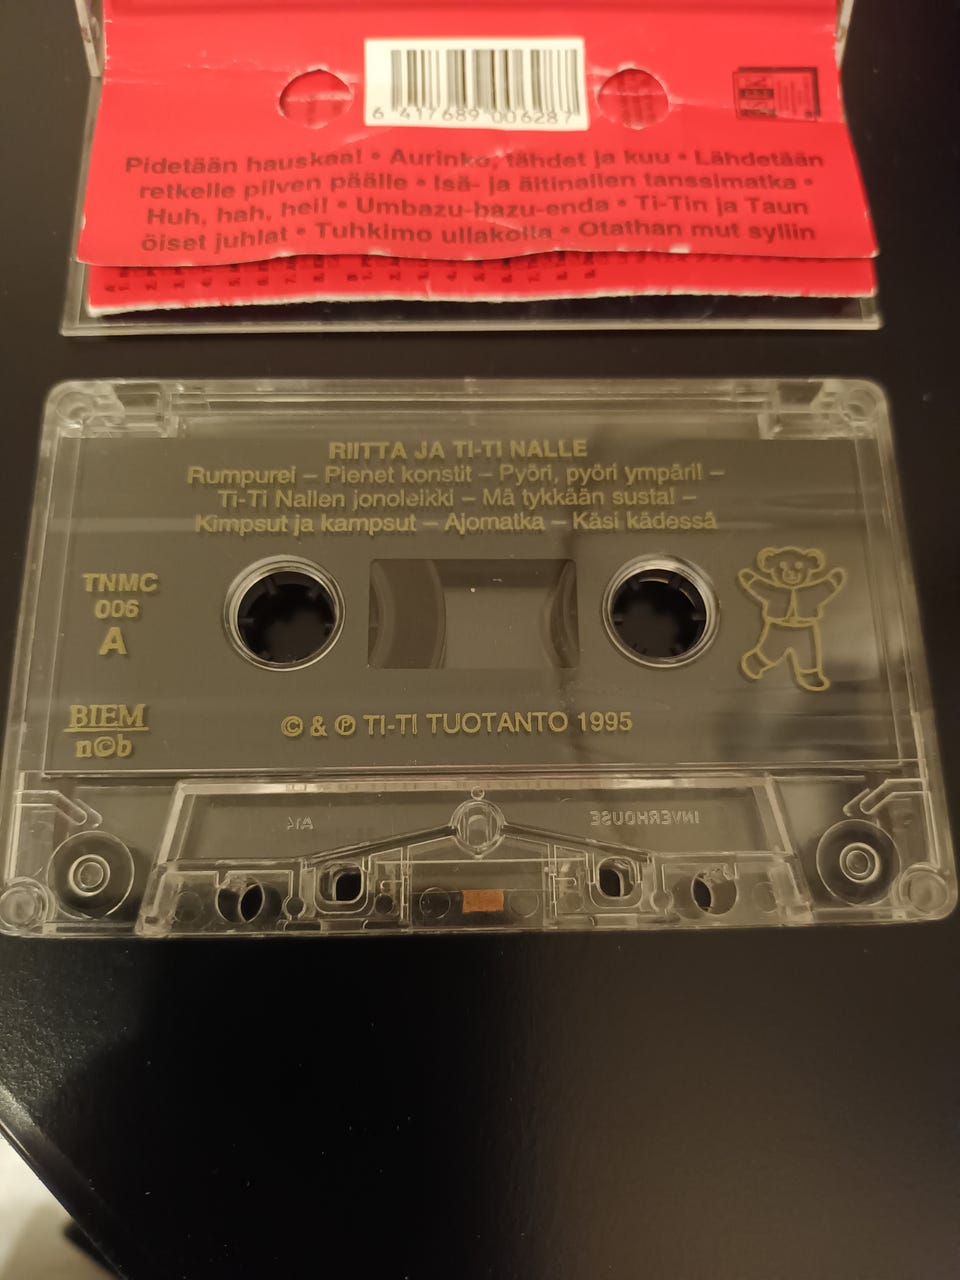 6 417689 006287
Pidetään hauskaa! • Aurinko, tähdet ja kuu • Lähdetään
retkelle pilven päälle • Isä- ja äitinallen tanssimatka •
Huh, hah, hei! • Umbazu-bazu-enda • Ti-Tin ja Taun
öiset juhlat • Tuhkimo ullakolla • Otathan mut syliin
RIITTA JA TI-TI NALLE
Rumpurei – Pienet konstit – Pyöri, pyöri ympäri! –
Ti-Ti Nallen jonoleikki – Mä tykkään susta! –
Kimpsut ja kampsut – Ajomatka – Käsi kädessä
TNMC
006
A
BIEM
n©b
© & ℗ TI-TI TUOTANTO 1995
INVERHOUSE